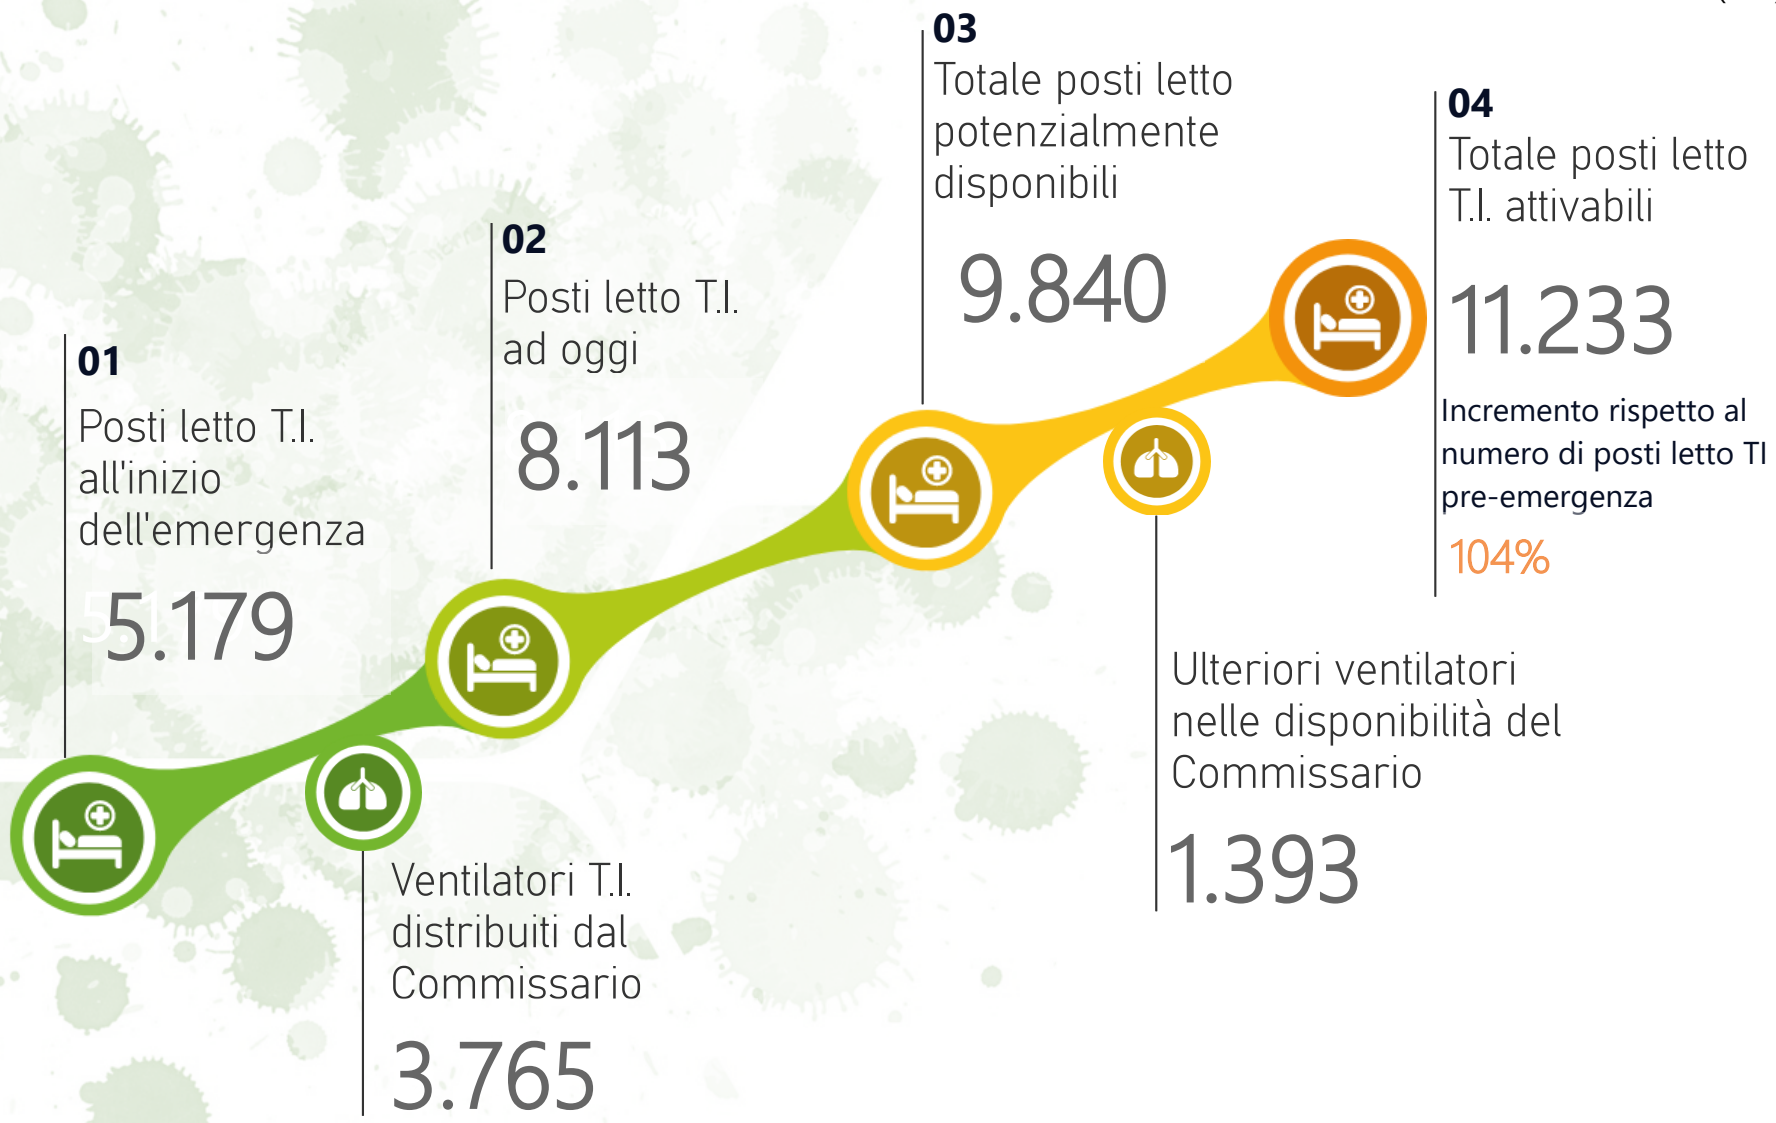 01
Posti letto T.I.
all'inizio
dell'emergenza
5.179
Ventilatori T.I.
distribuiti dal
Commissario
3.765
02
Posti letto T.I.
ad oggi
8.113
03
Totale posti letto
potenzialmente
disponibili
9.840
Ulteriori ventilatori
nelle disponibilità del
Commissario
1.393
04
Totale posti letto
T.I. attivabili
11.233
Incremento rispetto al
numero di posti letto TI
pre-emergenza
104%